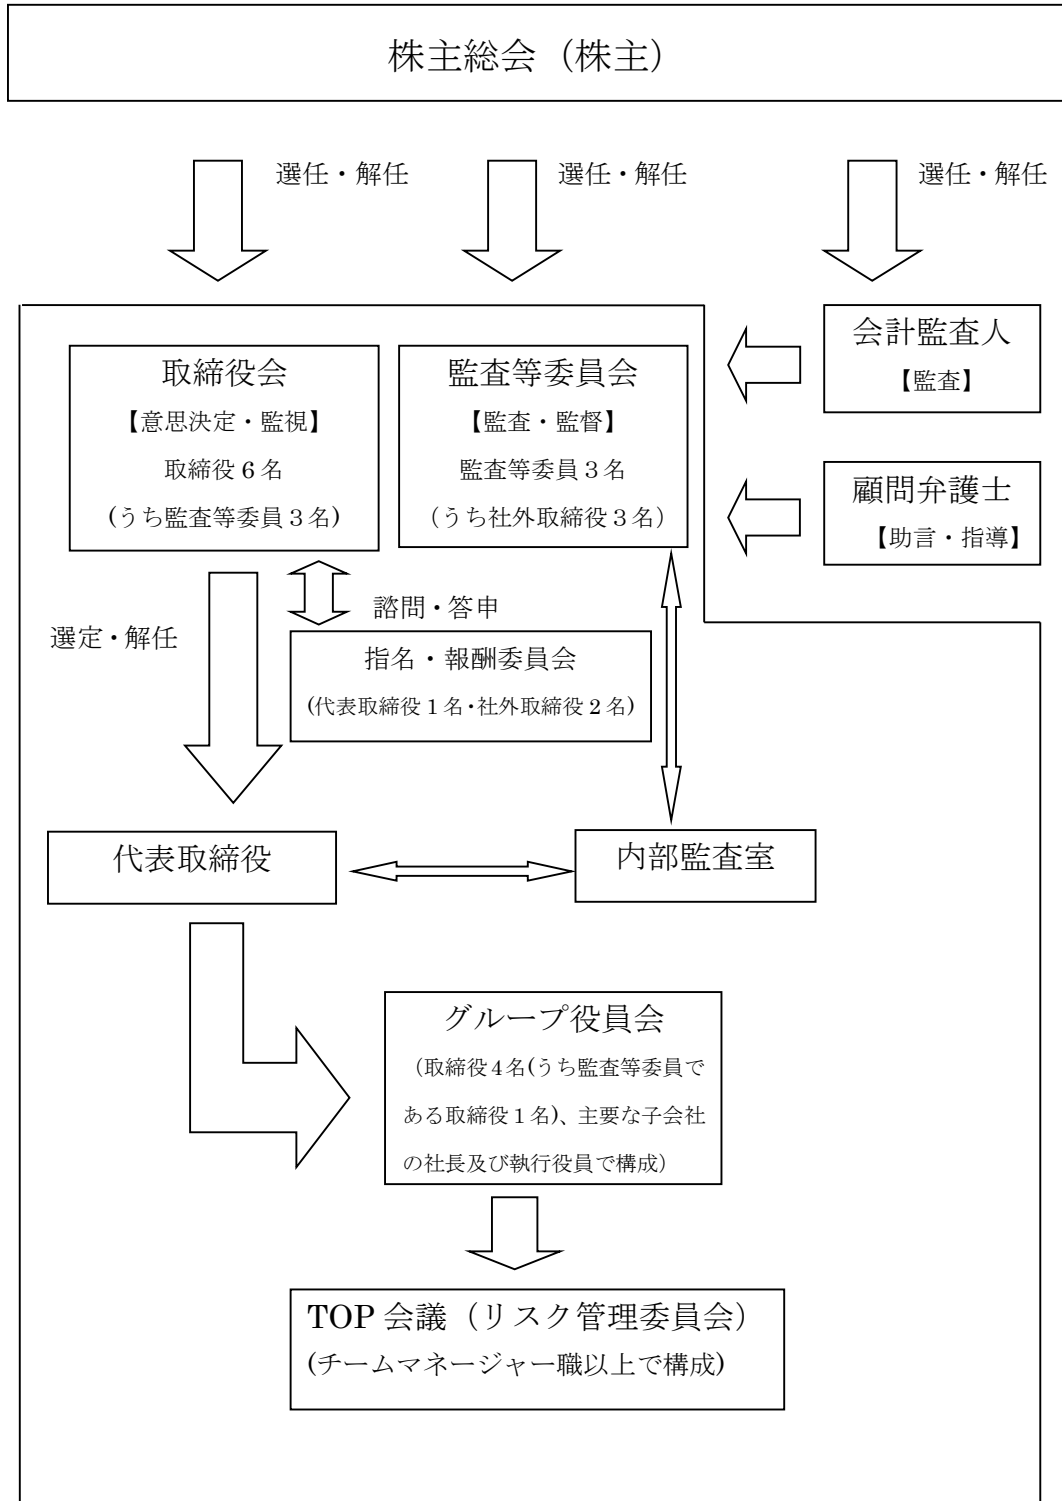 株主総会（株主）
選任・解任
選任・解任
選任・解任
取締役会
【意思決定・監視】
取締役６名
(うち監査等委員３名)
監査等委員会
【監査・監督】
監査等委員３名
（うち社外取締役３名）
会計監査人
【監査】
顧問弁護士
【助言・指導】
選定・解任
諮問・答申
指名・報酬委員会
(代表取締役１名・社外取締役２名)
代表取締役
内部監査室
グループ役員会
（取締役４名(うち監査等委員で
ある取締役１名)、主要な子会社
の社長及び執行役員で構成）
TOP 会議（リスク管理委員会）
(チームマネージャー職以上で構成)